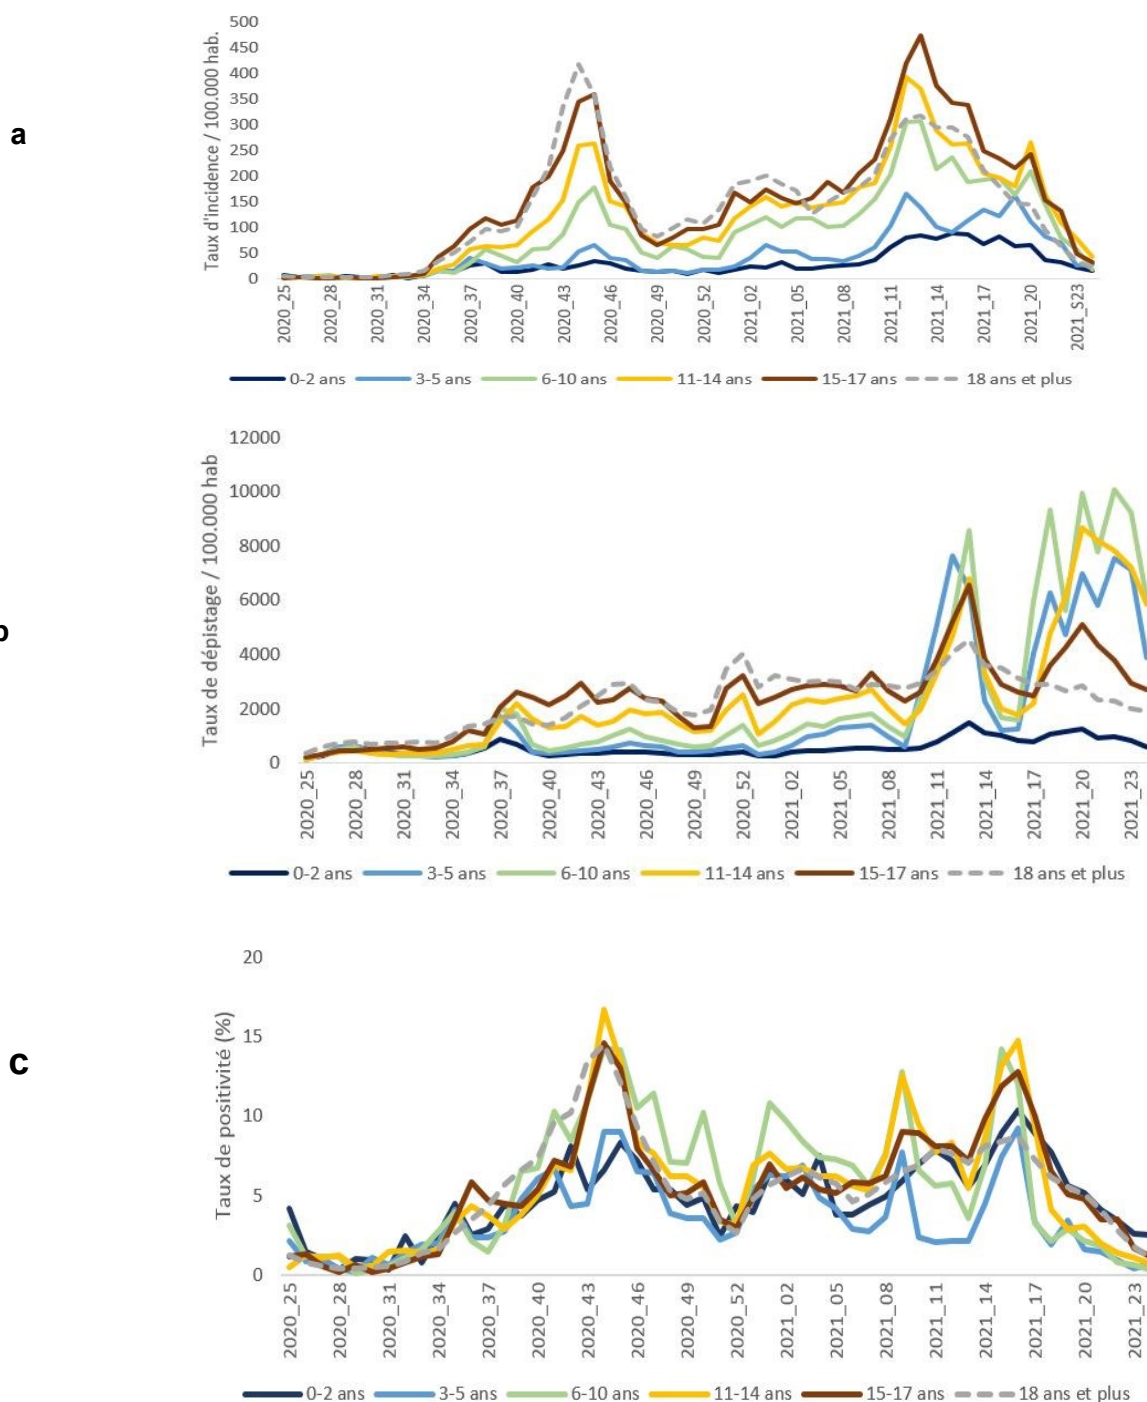 a
Taux d'incidence / 100.000 hab.
500
450
400
350
300
250
200
150
100
50
0
2020_25 2020_28 2020_31 2020_34 2020_37 2020_40 2020_43 2020_46 2020_49 2020_52 2021_02 2021_05 2021_08 2021_11 2021_14 2021_17 2021_20 2021_S23
0-2 ans 3-5 ans 6-10 ans 11-14 ans 15-17 ans 18 ans et plus
b
Taux de dépistage / 100.000 hab
12000
10000
8000
6000
4000
2000
0
2020_25 2020_28 2020_31 2020_34 2020_37 2020_40 2020_43 2020_46 2020_49 2020_52 2021_02 2021_05 2021_08 2021_11 2021_14 2021_17 2021_20 2021_23
0-2 ans 3-5 ans 6-10 ans 11-14 ans 15-17 ans 18 ans et plus
c
Taux de positivité (%)
20
15
10
5
0
2020_25 2020_28 2020_31 2020_34 2020_37 2020_40 2020_43 2020_46 2020_49 2020_52 2021_02 2021_05 2021_08 2021_11 2021_14 2021_17 2021_20 2021_23
0-2 ans 3-5 ans 6-10 ans 11-14 ans 15-17 ans 18 ans et plus